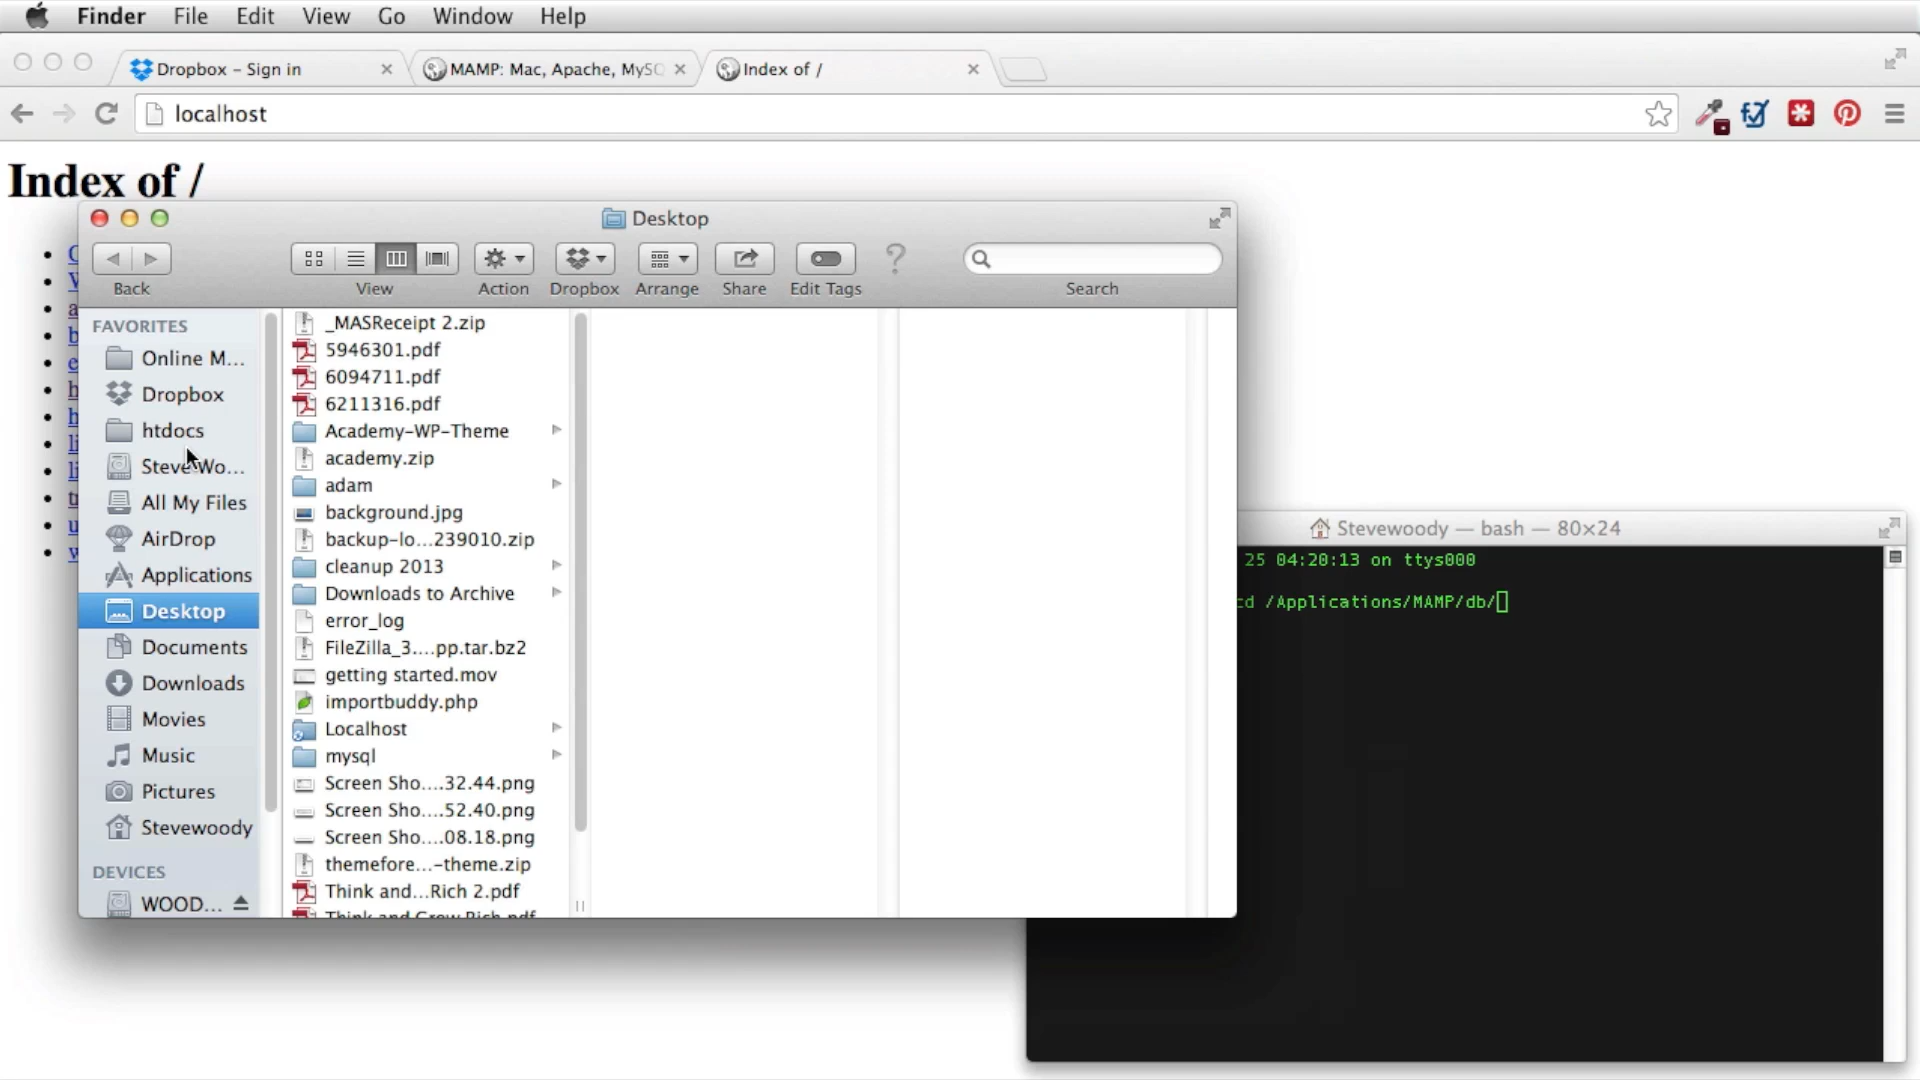 Finder File Edit View Go Window Help
Dropbox - Sign in
MAMP: Mac, Apache, MySQ
Index of /
localhost
Index of /
Desktop
Back
View
Action
Dropbox
Arrange
Share
Edit Tags
Search
FAVORITES
Online M...
Dropbox
htdocs
SteveWo...
All My Files
AirDrop
Applications
Desktop
Documents
Downloads
Movies
Music
Pictures
Stevewoody
DEVICES
WOOD...
_MASReceipt 2.zip
5946301.pdf
6094711.pdf
6211316.pdf
Academy-WP-Theme
academy.zip
adam
background.jpg
backup-lo...239010.zip
cleanup 2013
Downloads to Archive
error_log
FileZilla_3....pp.tar.bz2
getting started.mov
importbuddy.php
Localhost
mysql
Screen Sho....32.44.png
Screen Sho....52.40.png
Screen Sho....08.18.png
themefore...-theme.zip
Think and...Rich 2.pdf
Think and Grow Rich.pdf
Stevewoody — bash — 80×24
25 04:20:13 on ttys000
cd /Applications/MAMP/db/